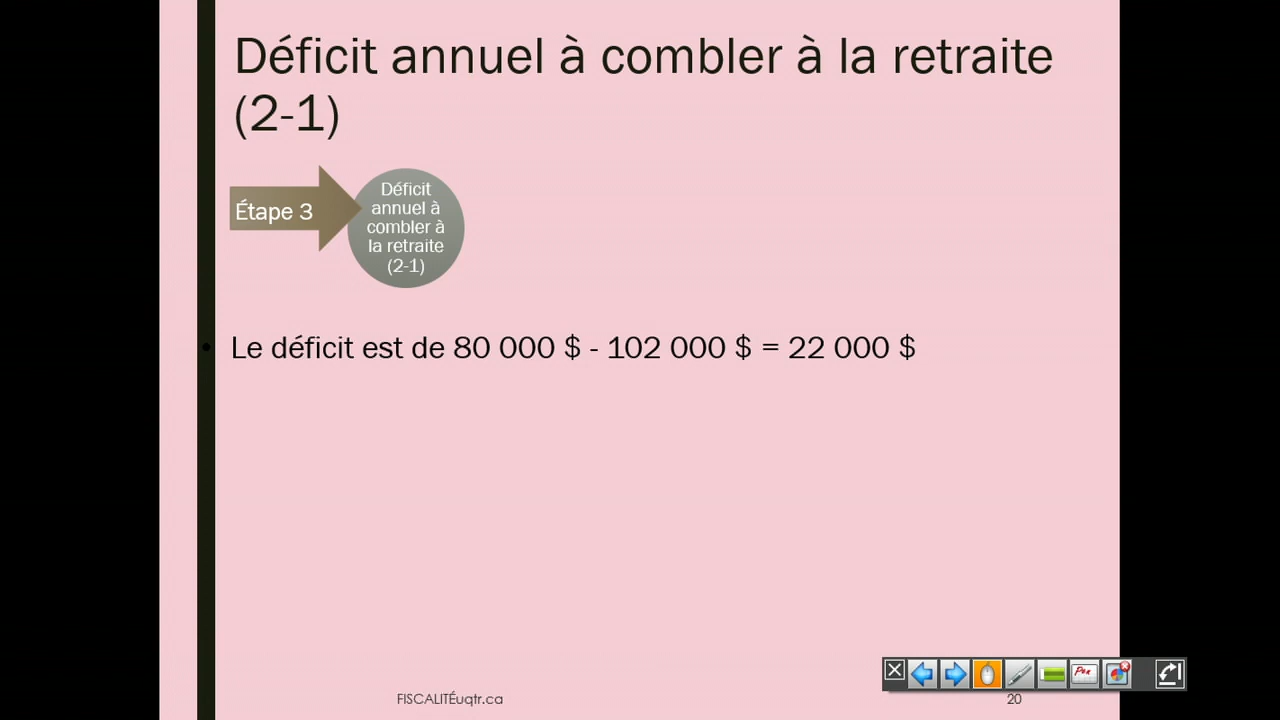 Déficit annuel à combler à la retraite
(2-1)
Étape 3
Déficit
annuel à
combler à
la retraite
(2-1)
• Le déficit est de 80 000 $ - 102 000 $ = 22 000 $
FISCALITÉuqtr.ca
20